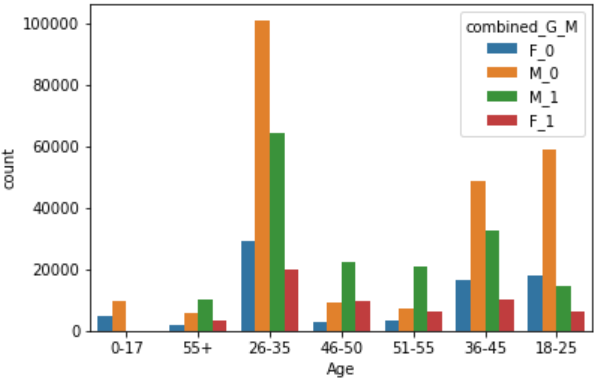 combined_G_M
F_0
M_0
M_1
F_1
100000
80000
60000
40000
20000
0
count
0-17 55+ 26-35 46-50 51-55 36-45 18-25
Age